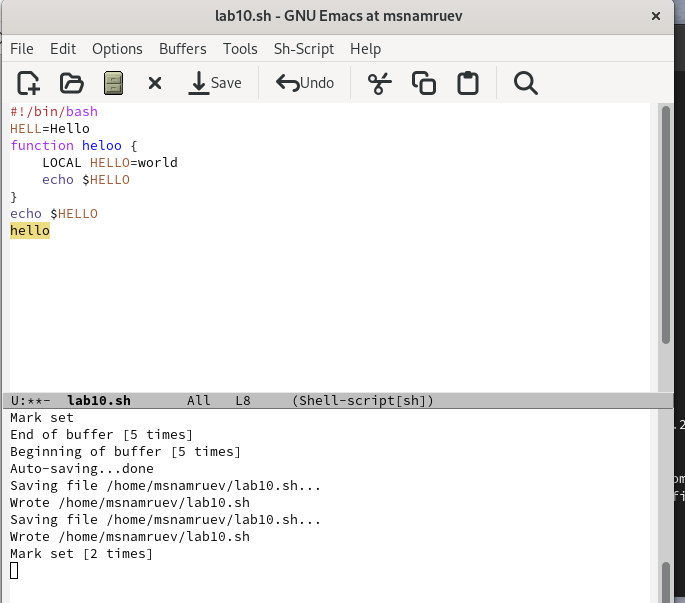 lab10.sh - GNU Emacs at msnamruev
File Edit Options Buffers Tools Sh-Script Help
Save Undo
#!/bin/bash
HELL=Hello
function heloo {
    LOCAL HELLO=world
    echo $HELLO
}
echo $HELLO
hello
U:**-  lab10.sh       All   L8     (Shell-script[sh])
Mark set
End of buffer [5 times]
Beginning of buffer [5 times]
Auto-saving...done
Saving file /home/msnamruev/lab10.sh...
Wrote /home/msnamruev/lab10.sh
Saving file /home/msnamruev/lab10.sh...
Wrote /home/msnamruev/lab10.sh
Mark set [2 times]